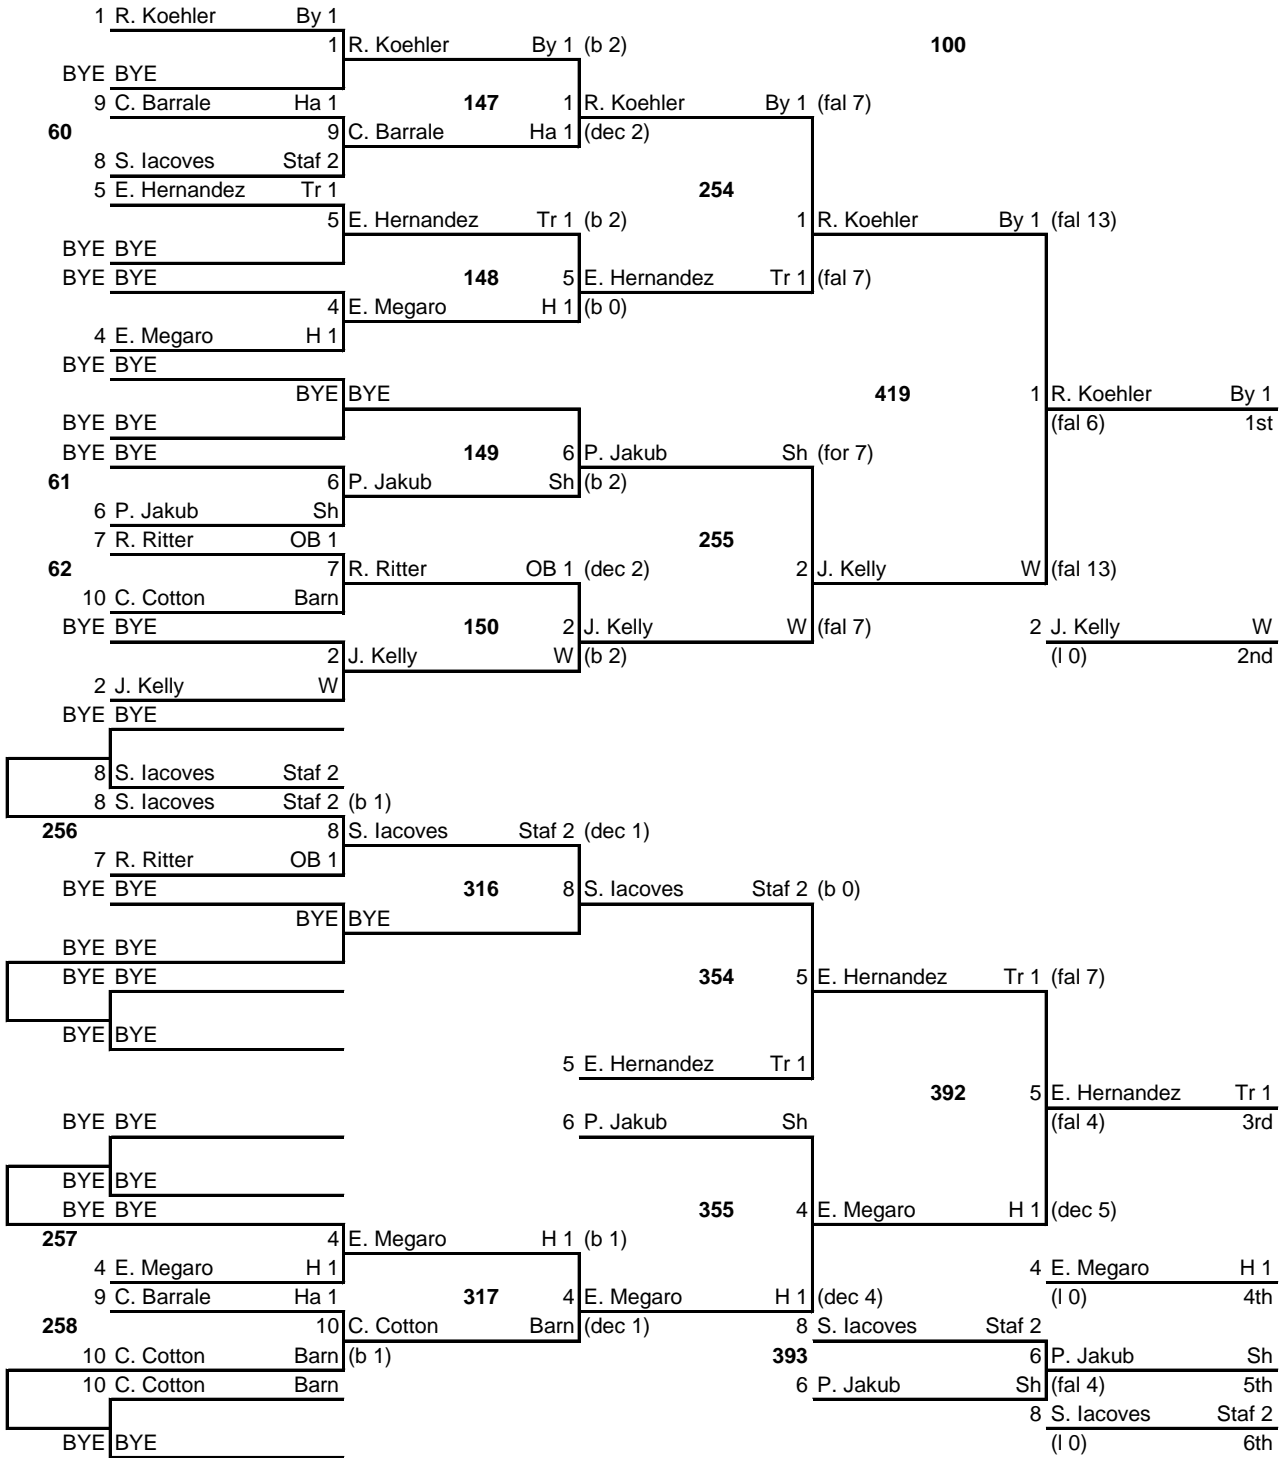 1 R. Koehler By 1
1 R. Koehler By 1 (b 2) 100
BYE BYE
9 C. Barrale Ha 1 147 1 R. Koehler By 1 (fal 7)
60 9 C. Barrale Ha 1 (dec 2)
8 S. Iacoves Staf 2
5 E. Hernandez Tr 1 254
5 E. Hernandez Tr 1 (b 2) 1 R. Koehler By 1 (fal 13)
BYE BYE
BYE BYE 148 5 E. Hernandez Tr 1 (fal 7)
4 E. Megaro H 1 (b 0)
4 E. Megaro H 1
BYE BYE
BYE BYE 419 1 R. Koehler By 1
BYE BYE (fal 6) 1st
BYE BYE 149 6 P. Jakub Sh (for 7)
61 6 P. Jakub Sh (b 2)
6 P. Jakub Sh
7 R. Ritter OB 1 255
62 7 R. Ritter OB 1 (dec 2) 2 J. Kelly W (fal 13)
10 C. Cotton Barn
BYE BYE 150 2 J. Kelly W (fal 7) 2 J. Kelly W
2 J. Kelly W (b 2) (l 0) 2nd
2 J. Kelly W
BYE BYE
8 S. Iacoves Staf 2
8 S. Iacoves Staf 2 (b 1)
256 8 S. Iacoves Staf 2 (dec 1)
7 R. Ritter OB 1
BYE BYE 316 8 S. Iacoves Staf 2 (b 0)
BYE BYE
BYE BYE
BYE BYE 354 5 E. Hernandez Tr 1 (fal 7)
BYE BYE
5 E. Hernandez Tr 1
392 5 E. Hernandez Tr 1
BYE BYE 6 P. Jakub Sh (fal 4) 3rd
BYE BYE
BYE BYE 355 4 E. Megaro H 1 (dec 5)
257 4 E. Megaro H 1 (b 1)
4 E. Megaro H 1 4 E. Megaro H 1
9 C. Barrale Ha 1 317 4 E. Megaro H 1 (dec 4) (l 0) 4th
258 10 C. Cotton Barn (dec 1) 8 S. Iacoves Staf 2
10 C. Cotton Barn (b 1) 393 6 P. Jakub Sh
10 C. Cotton Barn 6 P. Jakub Sh (fal 4) 5th
8 S. Iacoves Staf 2
BYE BYE (l 0) 6th